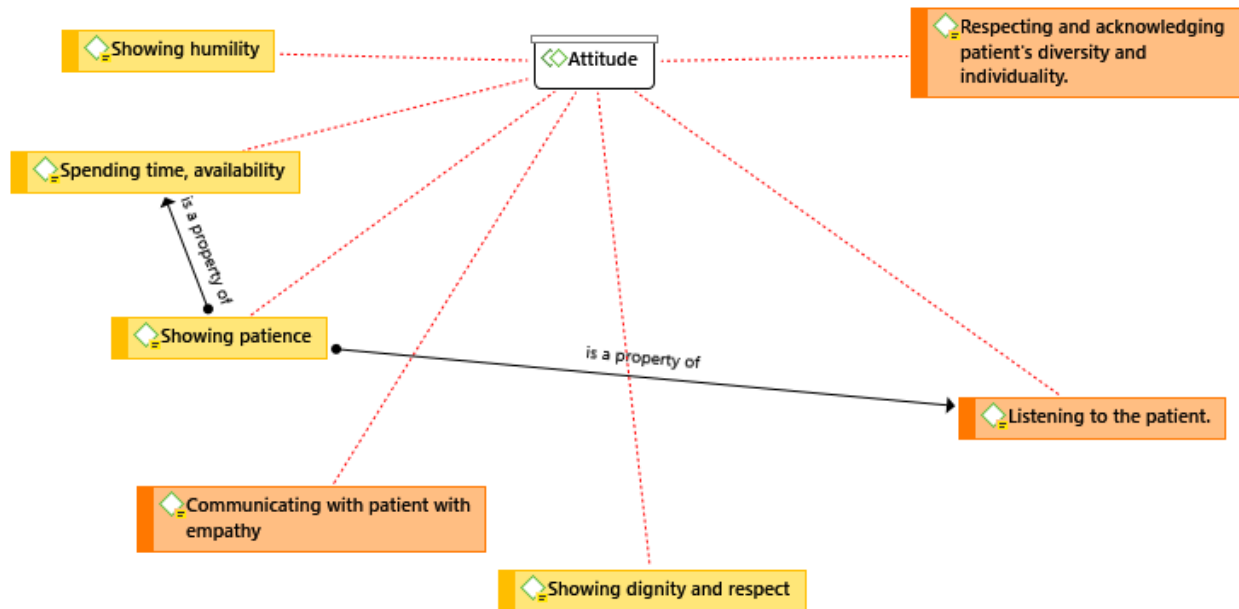 Showing humility
Attitude
Respecting and acknowledging
patient's diversity and
individuality.
Spending time, availability
is a property of
Showing patience
is a property of
Listening to the patient.
Communicating with patient with
empathy
Showing dignity and respect